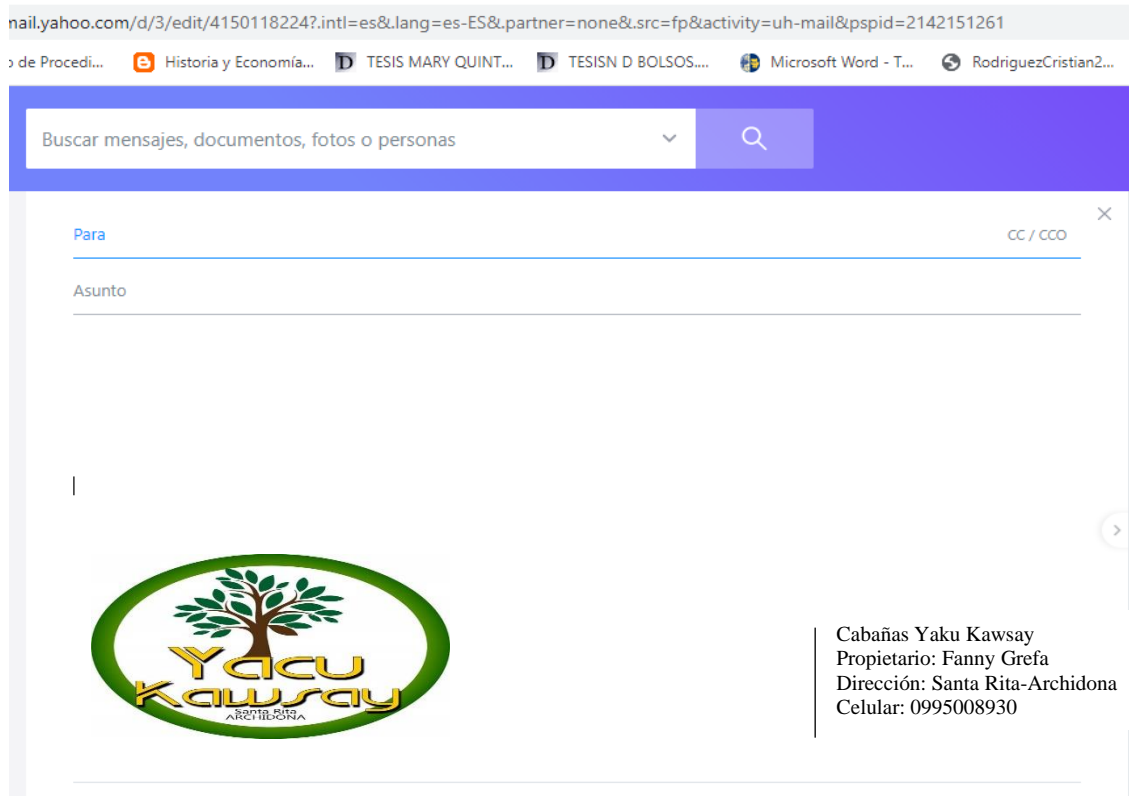 mail.yahoo.com/d/3/edit/4150118224?.intl=es&.lang=es-ES&.partner=none&.src=fp&activity=uh-mail&pspid=2142151261
o de Procedi... Historia y Economía... TESIS MARY QUINT... TESISN D BOLSOS.... Microsoft Word - T... RodriguezCristian2...
Buscar mensajes, documentos, fotos o personas
Para CC / CCO
Asunto
Yacu
Kawsay
Santa Rita
ARCHIDONA
Cabañas Yaku Kawsay
Propietario: Fanny Grefa
Dirección: Santa Rita-Archidona
Celular: 0995008930